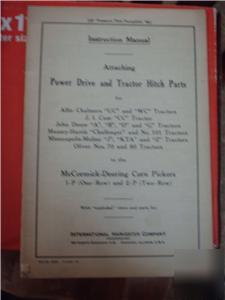 Instruction Manual
Attaching
Power Drive and Tractor Hitch Parts
for
Allis-Chalmers "UC" and "WC" Tractors
J. I. Case "CC" Tractor
John Deere "A", "B", "D" and "G" Tractors
Massey-Harris "Challenger" and No. 101 Tractors
Minneapolis-Moline "J", "KTA" and "Z" Tractors
Oliver Nos. 70 and 80 Tractors
to the
McCormick-Deering Corn Pickers
1-P (One-Row) and 2-P (Two-Row)
INTERNATIONAL HARVESTER COMPANY